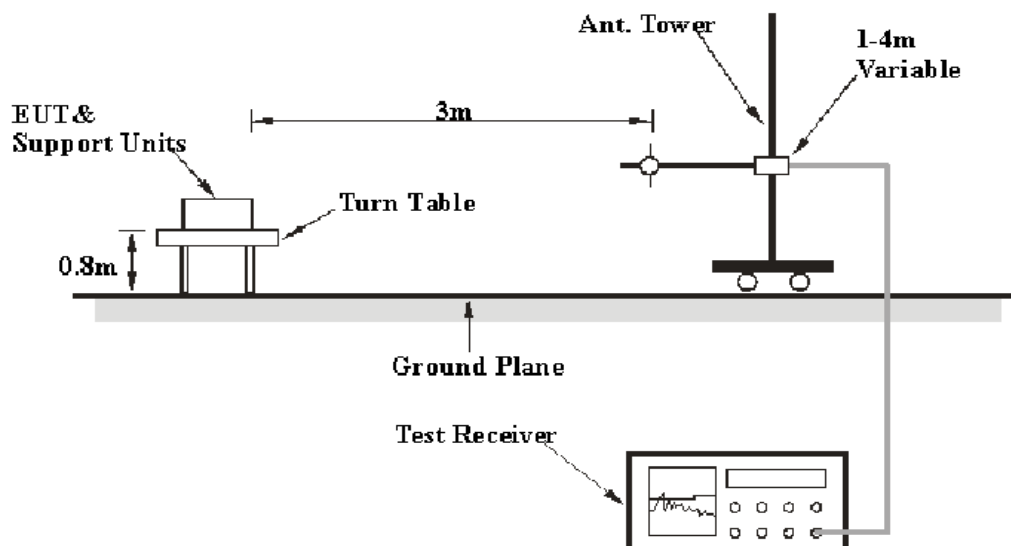 Ant. Tower
1-4m
Variable
3m
EUT&
Support Units
Turn Table
0.8m
Ground Plane
Test Receiver